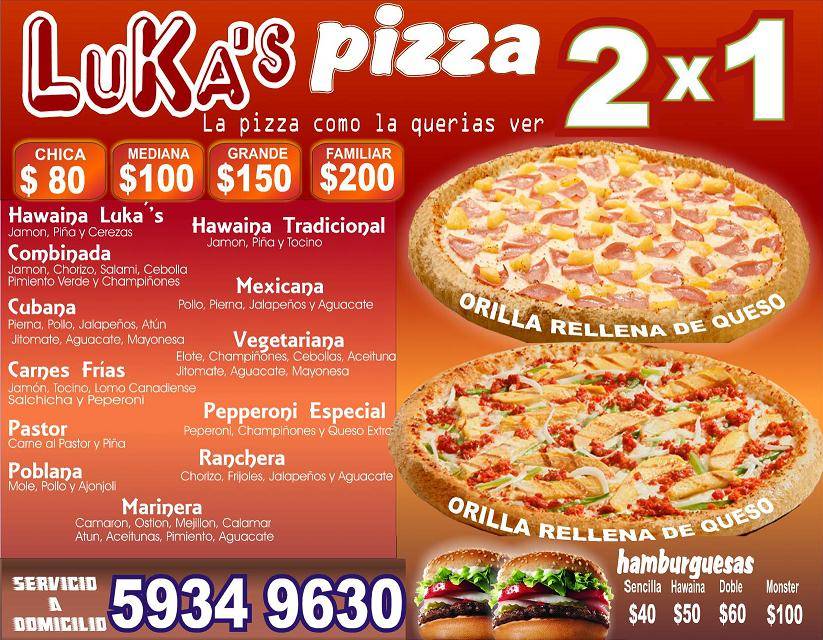 LuKa's pizza 2x1
La pizza como la querias ver
CHICA MEDIANA GRANDE FAMILIAR
$ 80 $100 $150 $200
Hawaina Luka´'s
Jamon, Piña y Cerezas
Hawaina Tradicional
Jamon, Piña y Tocino
Combinada
Jamon, Chorizo, Salami, Cebolla
Pimiento Verde y Champiñones
Mexicana
Pollo, Pierna, Jalapeños y Aguacate
Cubana
Pierna, Pollo, Jalapeños, Atún
Jitomate, Aguacate, Mayonesa
Vegetariana
Elote, Champiñones, Cebollas, Aceituna
Jitomate, Aguacate, Mayonesa
Carnes Frías
Jamón, Tocino, Lomo Canadiense
Salchicha y Peperoni
Pepperoni Especial
Peperoni, Champiñones y Queso Extra
Pastor
Carne al Pastor y Piña
Ranchera
Chorizo, Frijoles, Jalapeños y Aguacate
Poblana
Mole, Pollo y Ajonjoli
Marinera
Camaron, Ostion, Mejillon, Calamar
Atun, Aceitunas, Pimiento, Aguacate
ORILLA RELLENA DE QUESO
ORILLA RELLENA DE QUESO
SERVICIO
A
DOMICILIO
5934 9630
hamburguesas
Sencilla Hawaina Doble Monster
$40 $50 $60 $100